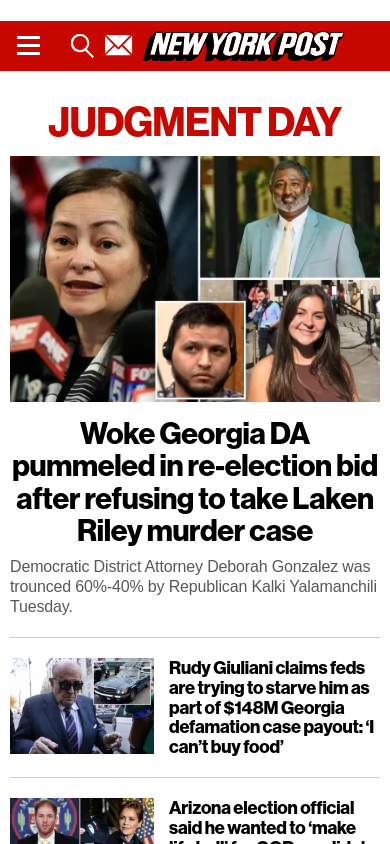 NEW YORK POST
JUDGMENT DAY
FOX
Woke Georgia DA
pummeled in re-election bid
after refusing to take Laken
Riley murder case
Democratic District Attorney Deborah Gonzalez was
trounced 60%-40% by Republican Kalki Yalamanchili
Tuesday.
Rudy Giuliani claims feds
are trying to starve him as
part of $148M Georgia
defamation case payout: ‘I
can’t buy food’
Arizona election official
said he wanted to ‘make